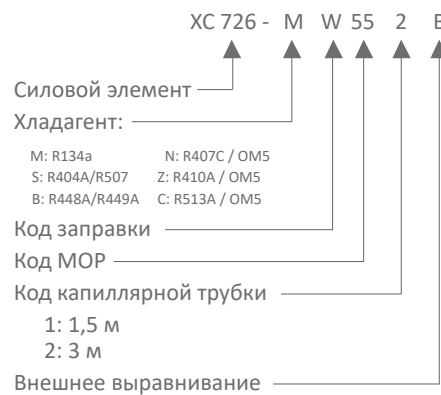 XC 726 - M W 55 2 B
Силовой элемент
Хладагент:
M: R134a N: R407C / OM5
S: R404A/R507 Z: R410A / OM5
B: R448A/R449A C: R513A / OM5
Код заправки
Код МОР
Код капиллярной трубки
1: 1,5 м
2: 3 м
Внешнее выравнивание